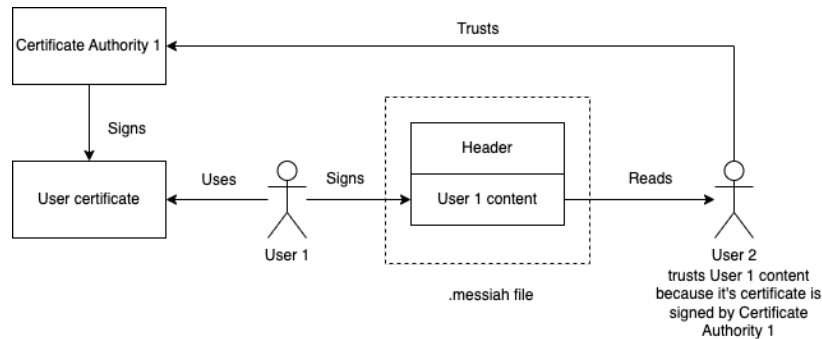 Trusts
Certificate Authority 1
Signs
Header
User certificate
Uses
Signs
User 1 content
Reads
User 1
User 2
trusts User 1 content
because it's certificate is
signed by Certificate
Authority 1
.messiah file